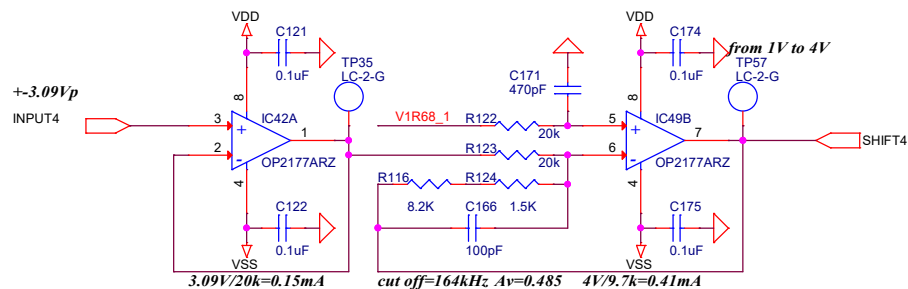 VDD
C121
0.1uF
TP35
LC-2-G
+-3.09Vp
INPUT4
8
3
+
IC42A
1
2
-
OP2177ARZ
4
C122
0.1uF
VSS
3.09V/20k=0.15mA
C171
470pF
V1R68_1
R122
20k
R123
20k
R116
8.2K
R124
1.5K
C166
100pF
cut off=164kHz Av=0.485
VDD
C174
0.1uF
from 1V to 4V
TP57
LC-2-G
8
5
+
IC49B
7
6
-
OP2177ARZ
SHIFT4
4
C175
0.1uF
VSS
4V/9.7k=0.41mA